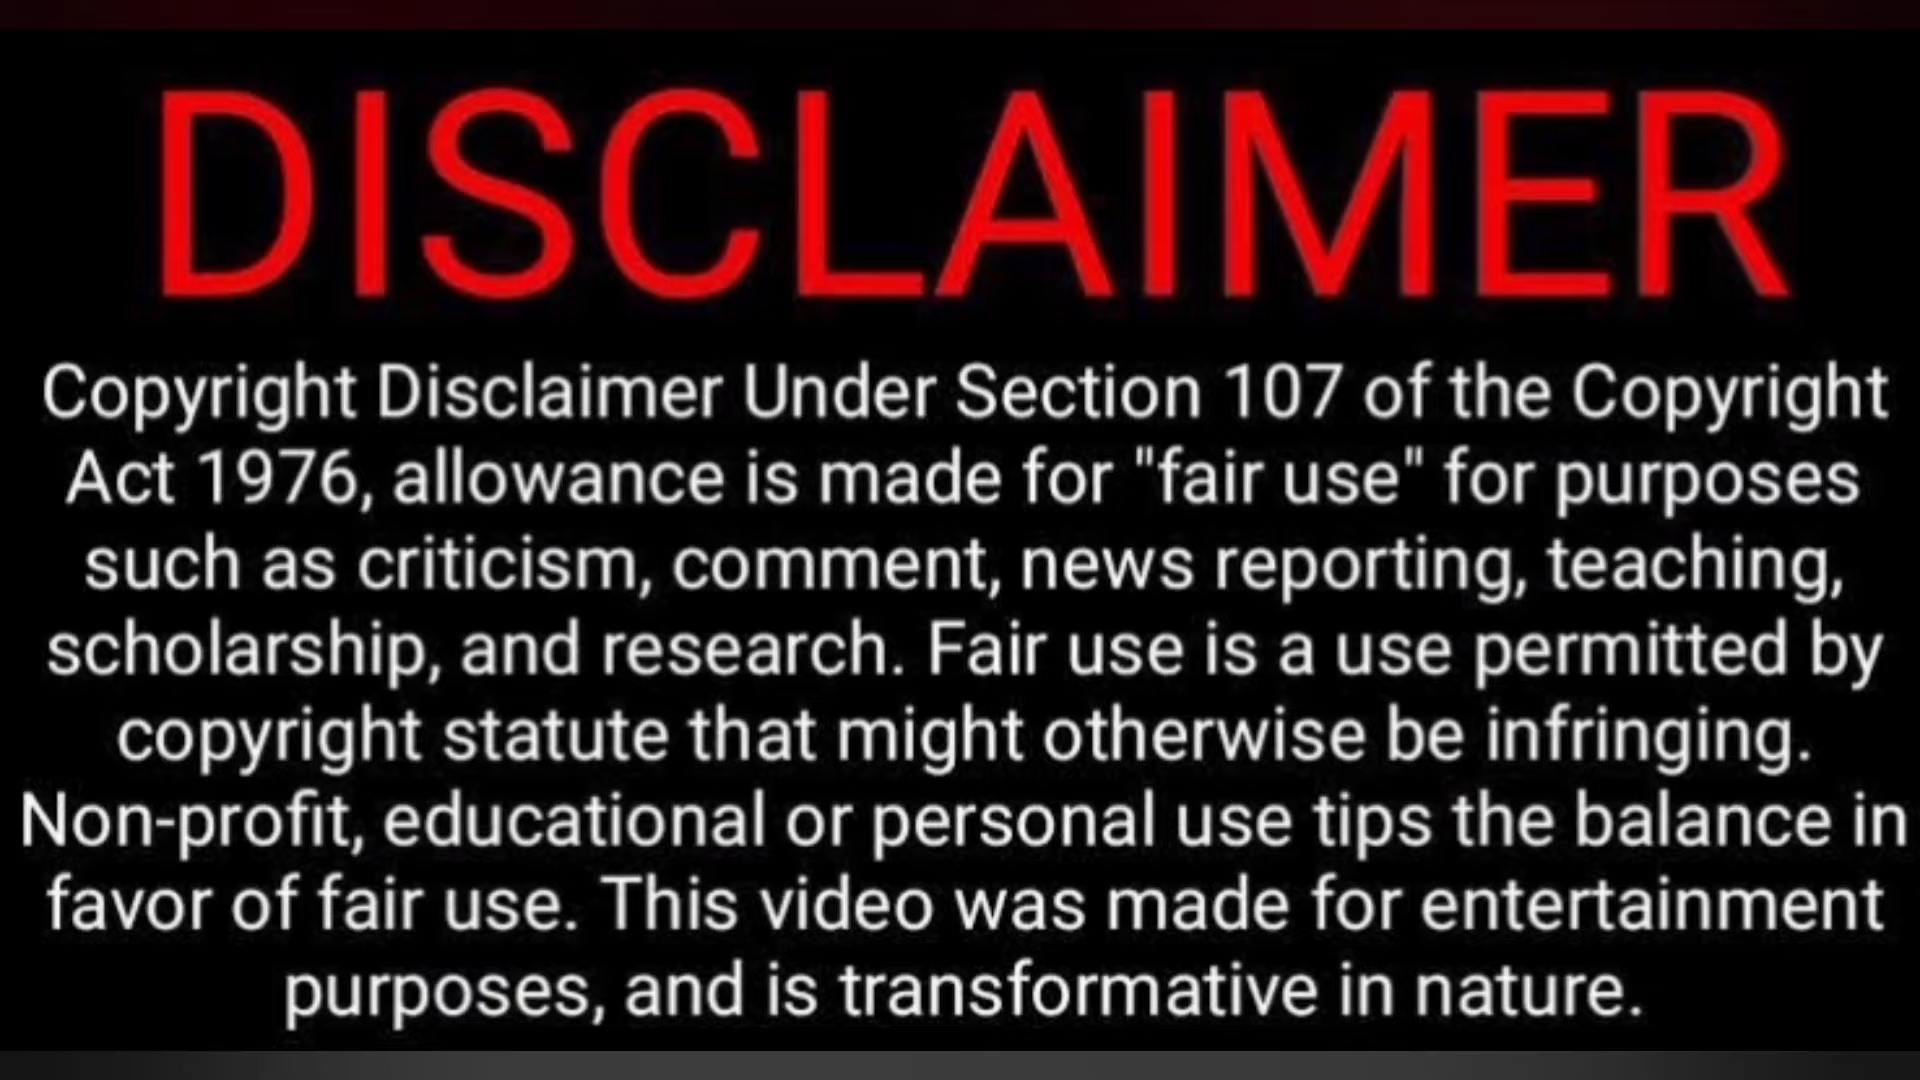 DISCLAIMER
Copyright Disclaimer Under Section 107 of the Copyright
Act 1976, allowance is made for "fair use" for purposes
such as criticism, comment, news reporting, teaching,
scholarship, and research. Fair use is a use permitted by
copyright statute that might otherwise be infringing.
Non-profit, educational or personal use tips the balance in
favor of fair use. This video was made for entertainment
purposes, and is transformative in nature.